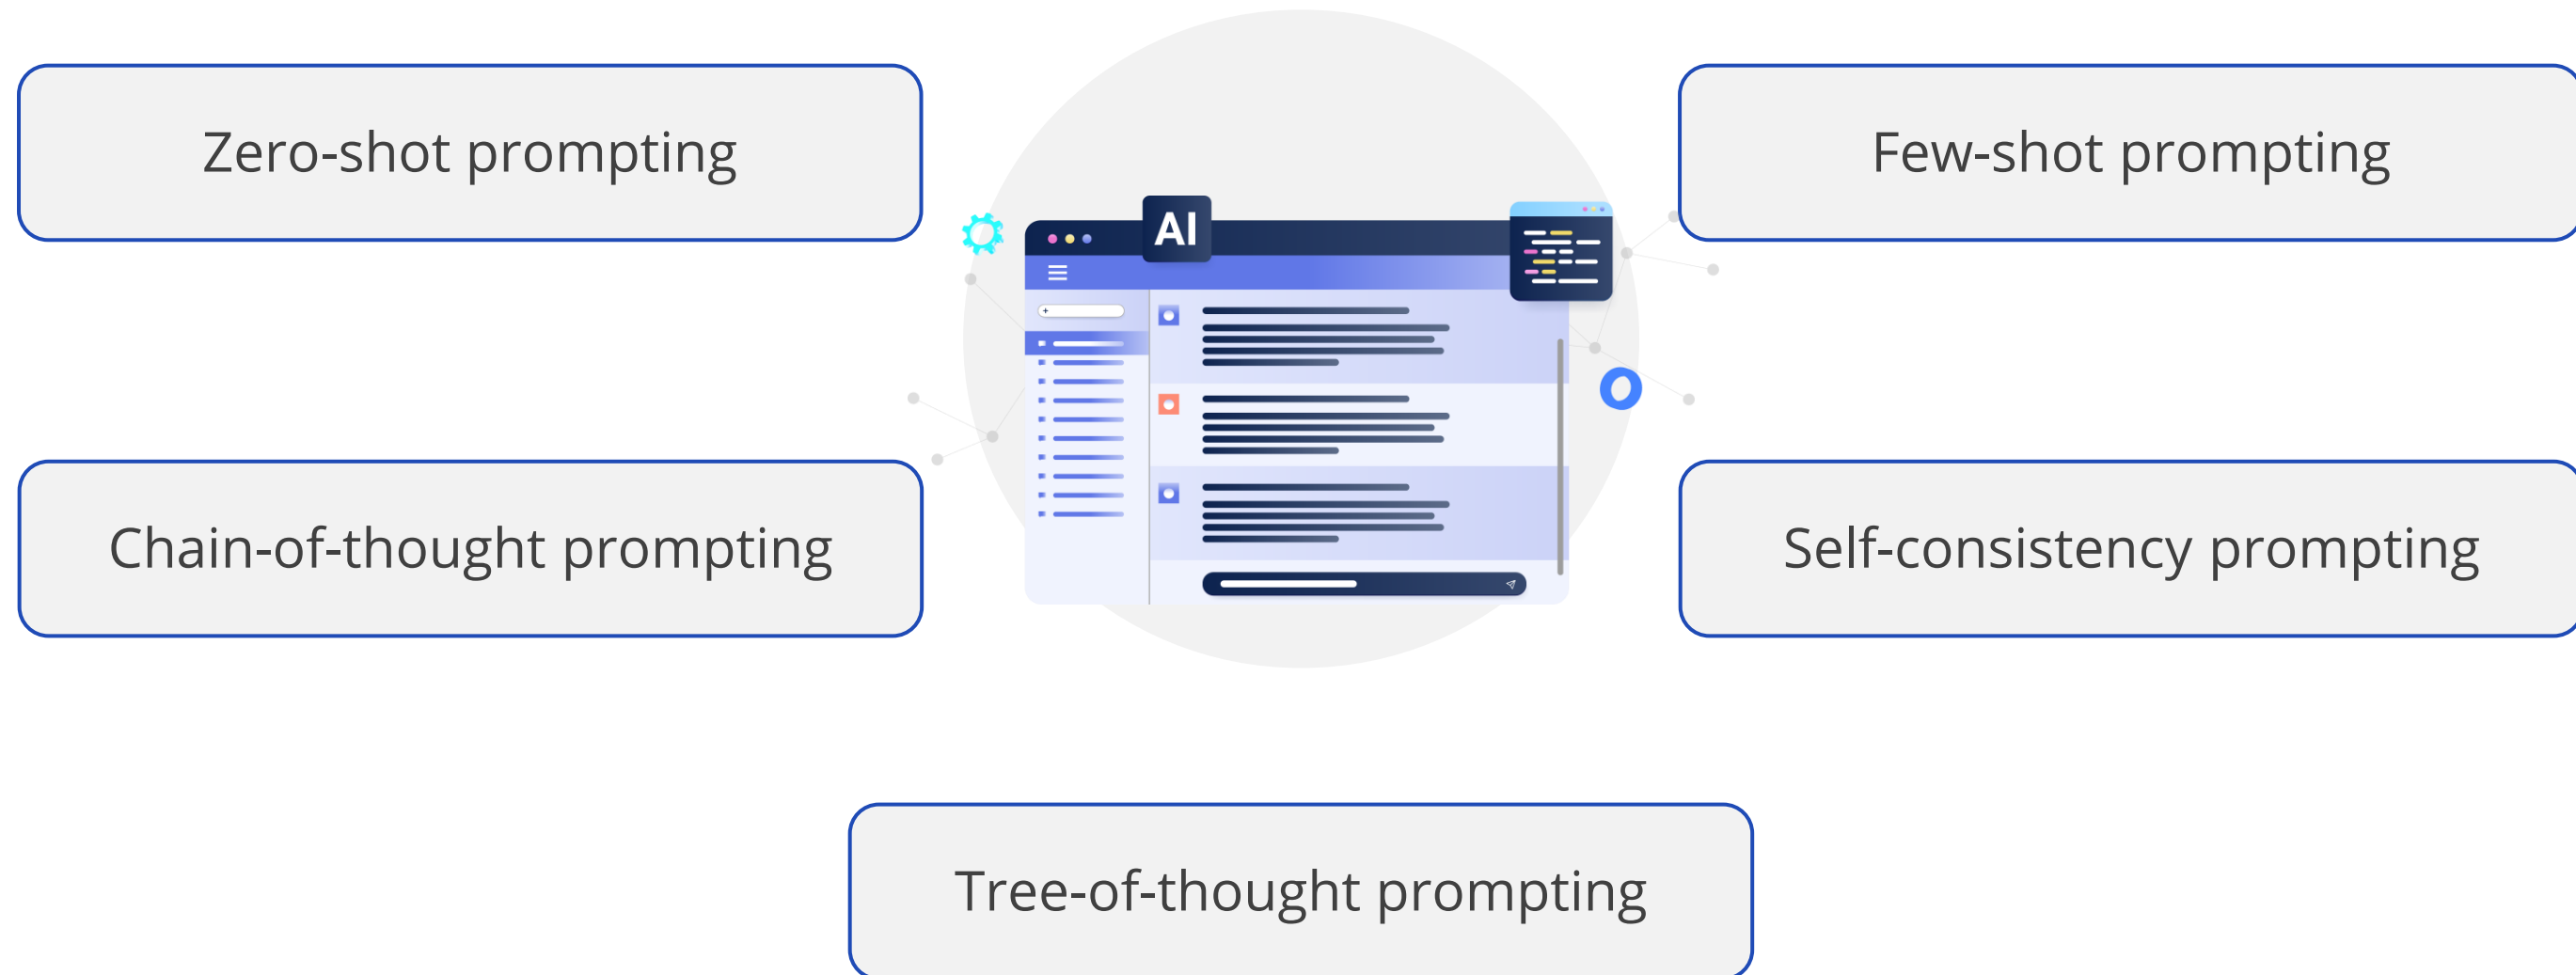 Zero-shot prompting
Few-shot prompting
AI
Chain-of-thought prompting
Self-consistency prompting
Tree-of-thought prompting